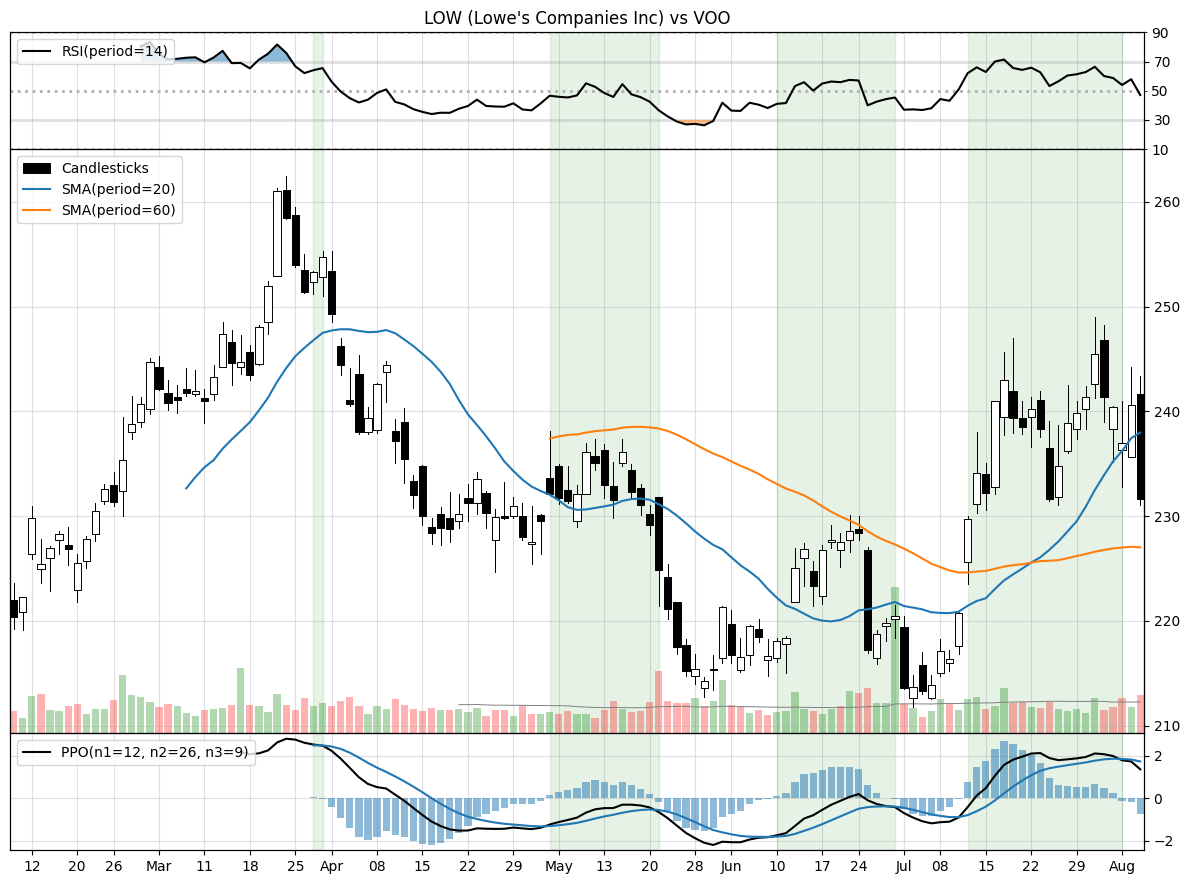 LOW (Lowe's Companies Inc) vs VOO
RSI(period=14)
90
70
50
30
10
Candlesticks
SMA(period=20)
SMA(period=60)
260
250
240
230
220
210
PPO(n1=12, n2=26, n3=9)
2
0
−2
12 20 26 Mar 11 18 25 Apr 08 15 22 29 May 13 20 28 Jun 10 17 24 Jul 08 15 22 29 Aug